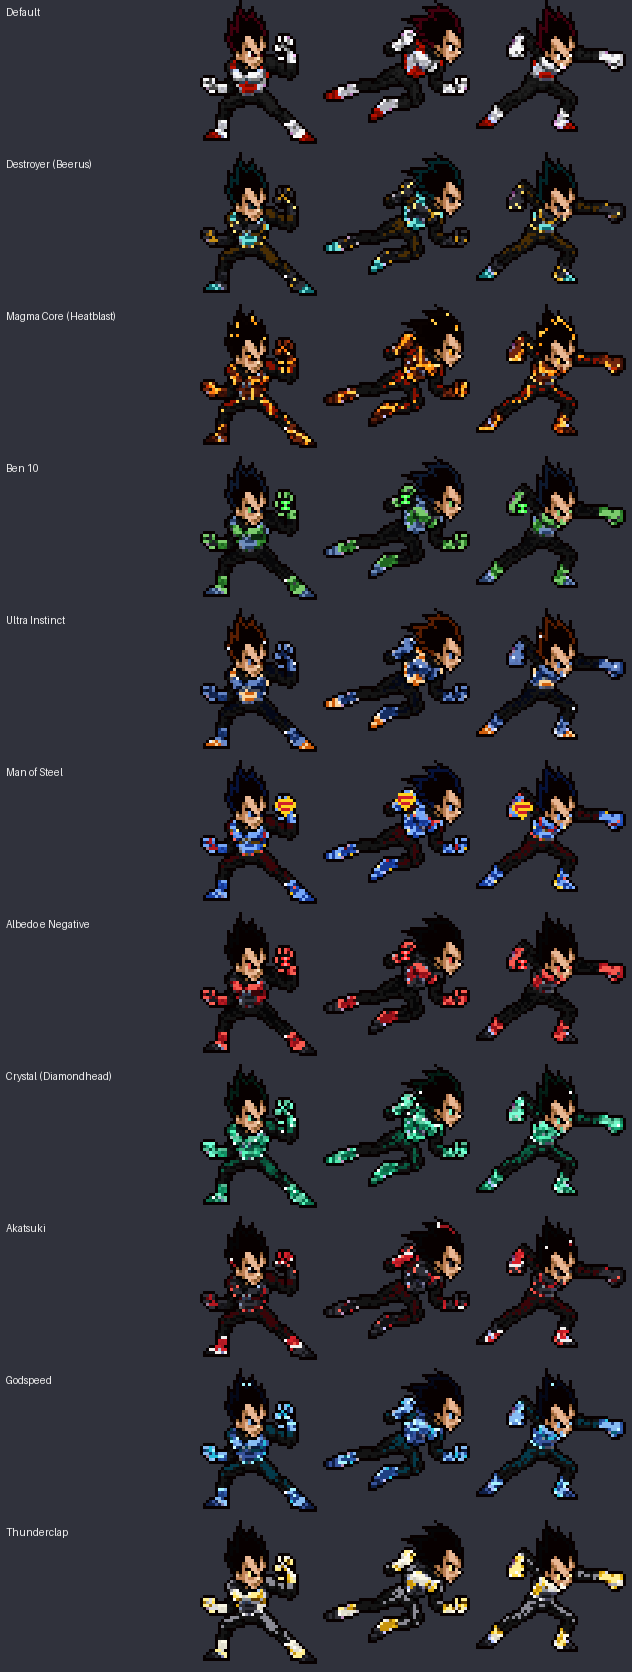 Default
Destroyer (Beerus)
Magma Core (Heatblast)
Ben 10
Ultra Instinct
Man of Steel
Albedo e Negative
Crystal (Diamondhead)
Akatsuki
Godspeed
Thunderclap